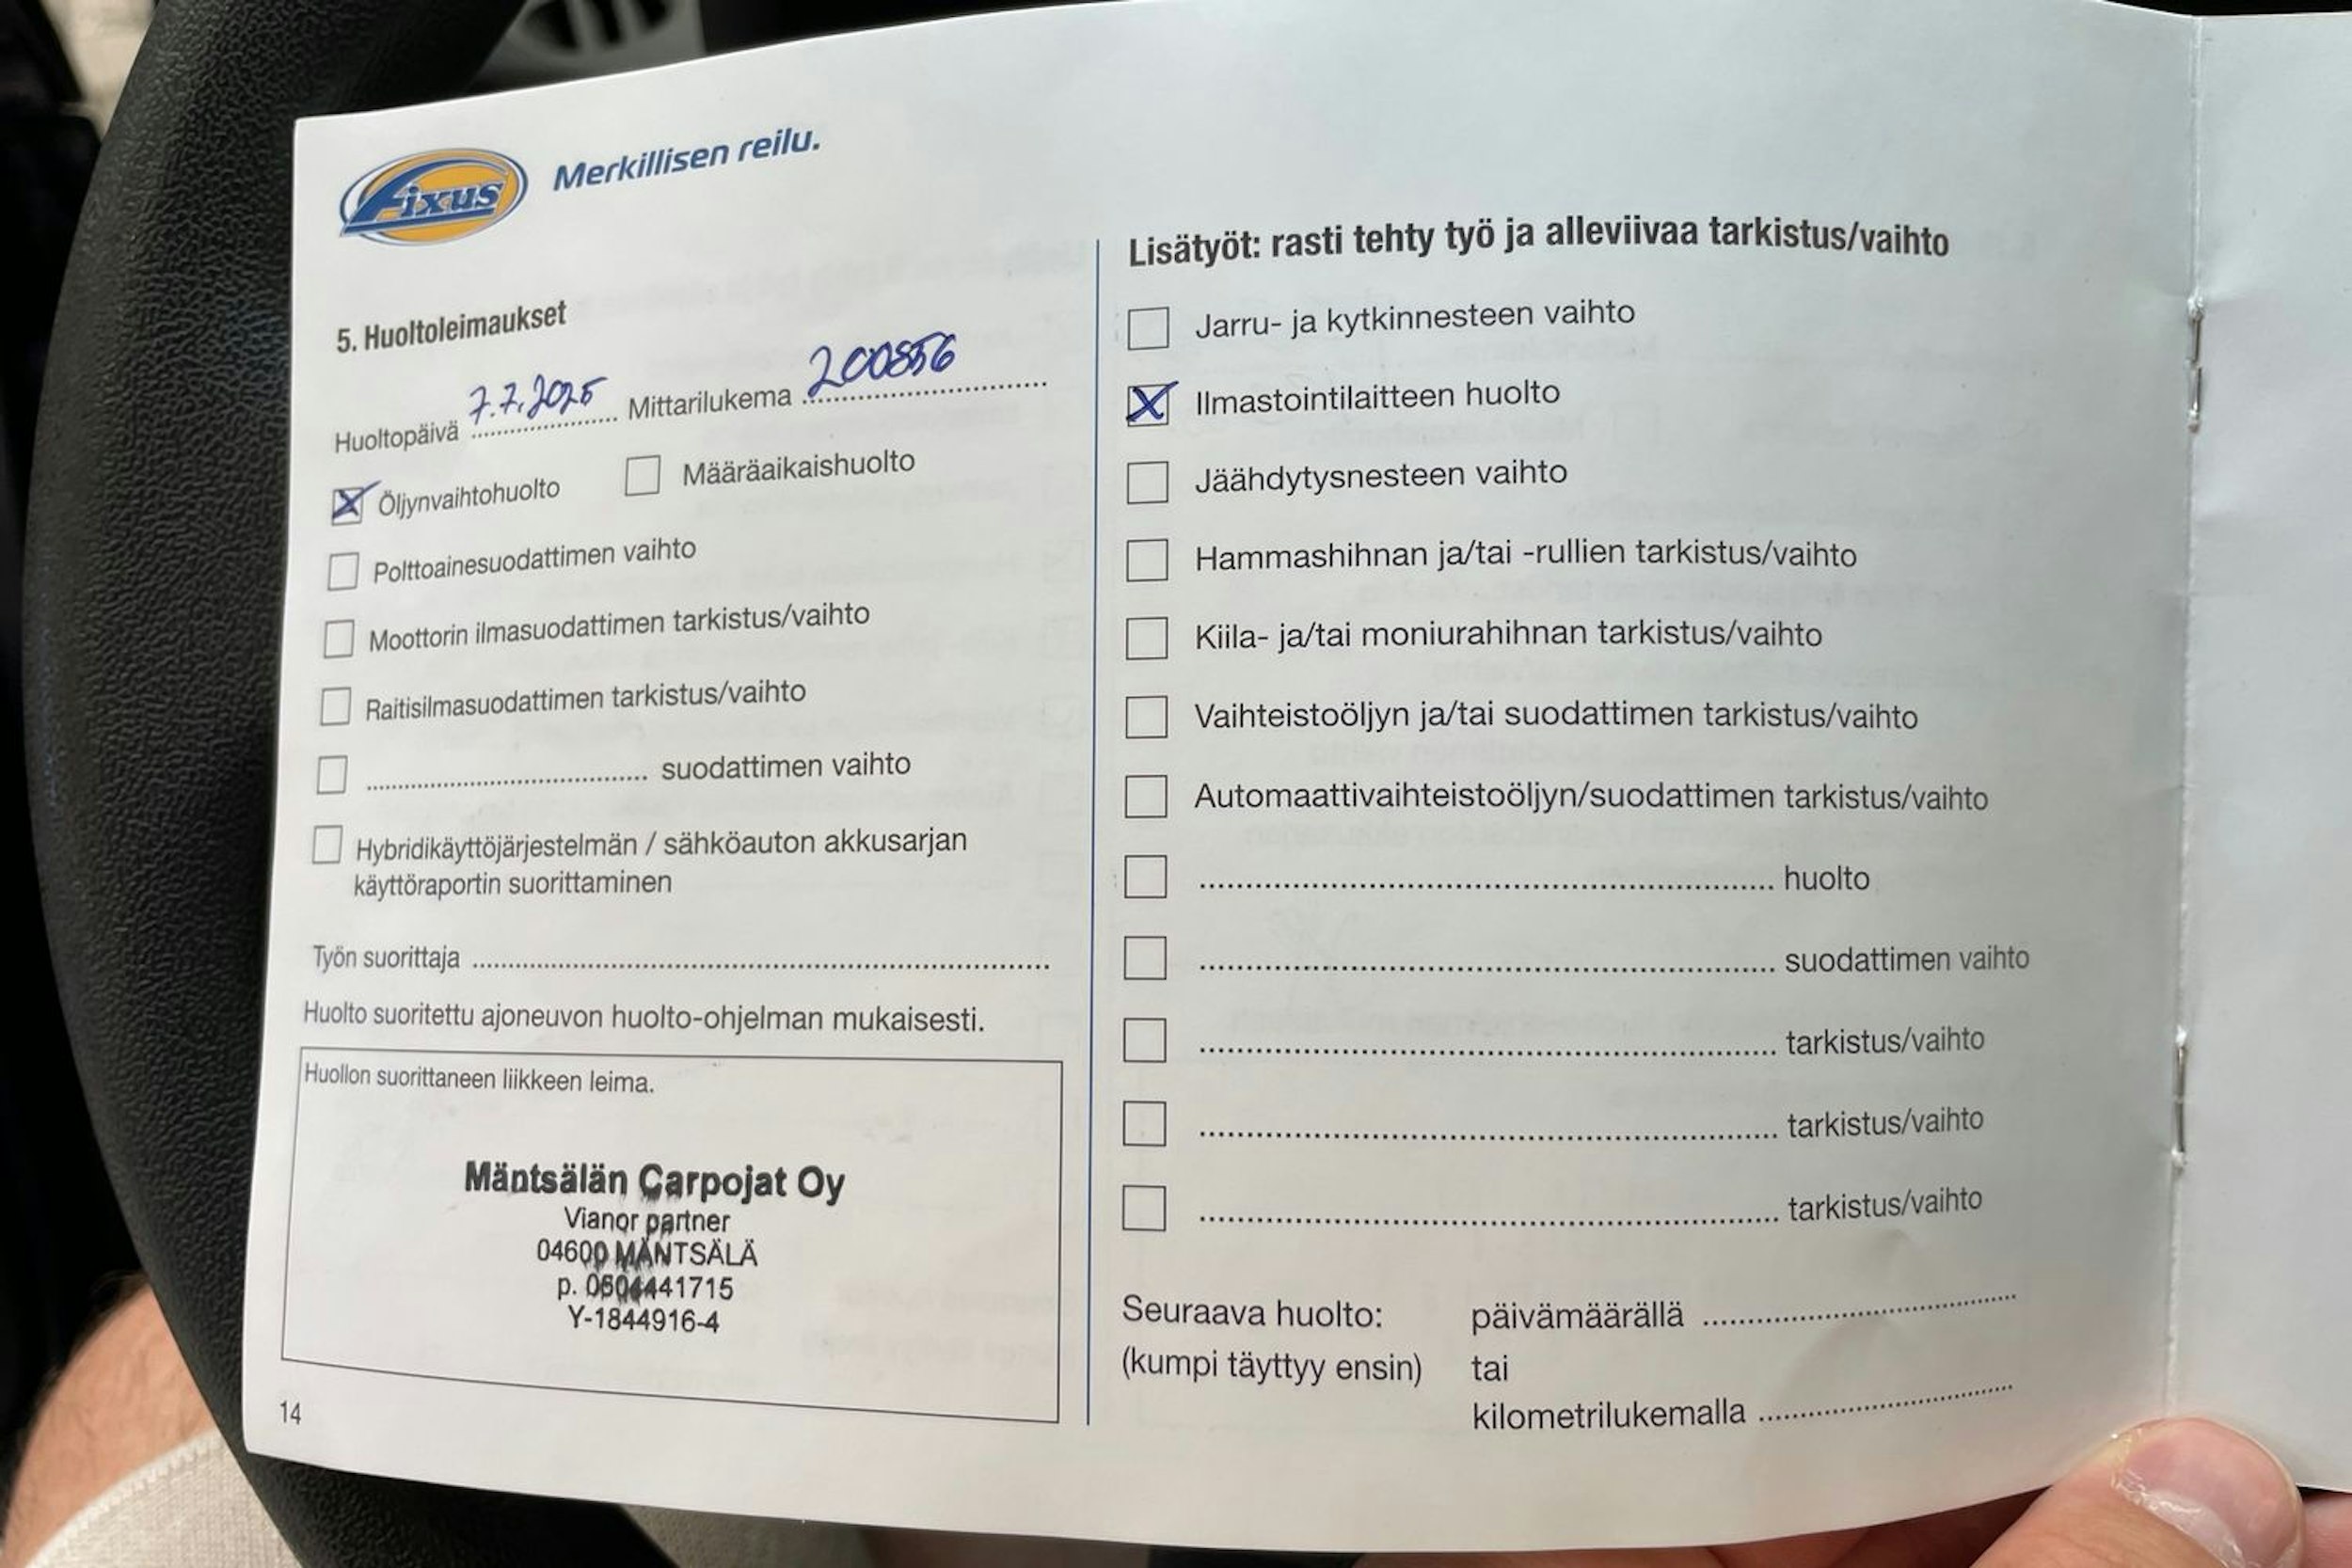 Fixus Merkillisen reilu.
5. Huoltoleimaukset
Huoltopäivä 7.7.2025 Mittarilukema 200856
Öljynvaihtohuolto Määräaikaishuolto
Polttoainesuodattimen vaihto
Moottorin ilmasuodattimen tarkistus/vaihto
Raitisilmasuodattimen tarkistus/vaihto
suodattimen vaihto
Hybridikäyttöjärjestelmän / sähköauton akkusarjan
käyttöraportin suorittaminen
Työn suorittaja
Huolto suoritettu ajoneuvon huolto-ohjelman mukaisesti.
Huollon suorittaneen liikkeen leima.
Mäntsälän Carpojat Oy
Vianor partner
04600 MÄNTSÄLÄ
p. 0504441715
Y-1844916-4
14
Lisätyöt: rasti tehty työ ja alleviivaa tarkistus/vaihto
Jarru- ja kytkinnesteen vaihto
Ilmastointilaitteen huolto
Jäähdytysnesteen vaihto
Hammashihnan ja/tai -rullien tarkistus/vaihto
Kiila- ja/tai moniurahihnan tarkistus/vaihto
Vaihteistoöljyn ja/tai suodattimen tarkistus/vaihto
Automaattivaihteistoöljyn/suodattimen tarkistus/vaihto
huolto
suodattimen vaihto
tarkistus/vaihto
tarkistus/vaihto
tarkistus/vaihto
Seuraava huolto: päivämäärällä
(kumpi täyttyy ensin) tai
kilometrilukemalla